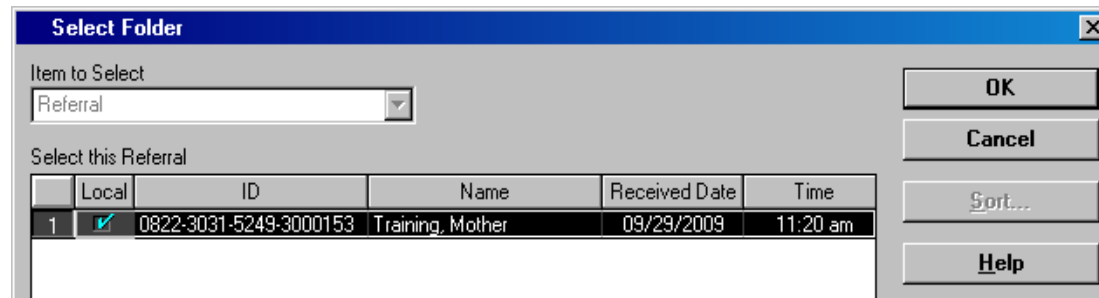 Select Folder
Item to Select
Referral
OK
Cancel
Select this Referral
Local ID Name Received Date Time
Sort...
1 0822-3031-5249-3000153 Training, Mother 09/29/2009 11:20 am
Help